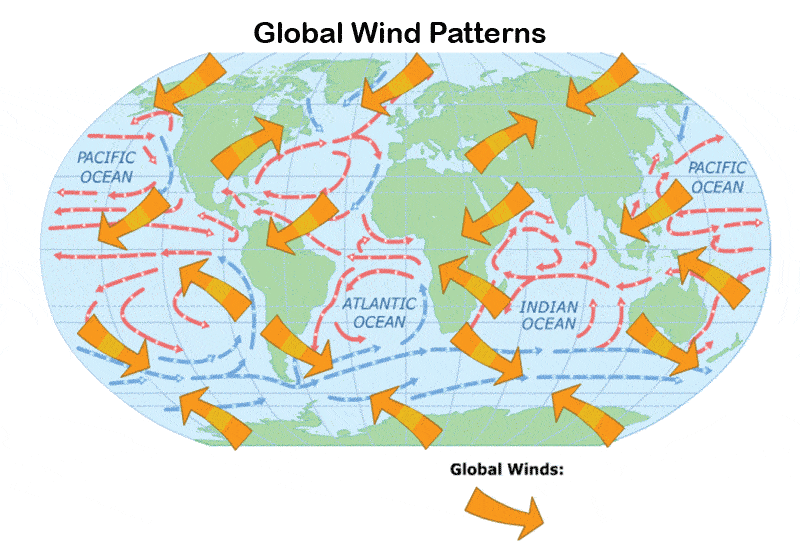 Global Wind Patterns
PACIFIC
OCEAN
PACIFIC
OCEAN
ATLANTIC
OCEAN
INDIAN
OCEAN
Global Winds: